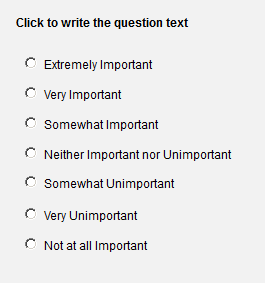 Click to write the question text
Extremely Important
Very Important
Somewhat Important
Neither Important nor Unimportant
Somewhat Unimportant
Very Unimportant
Not at all Important